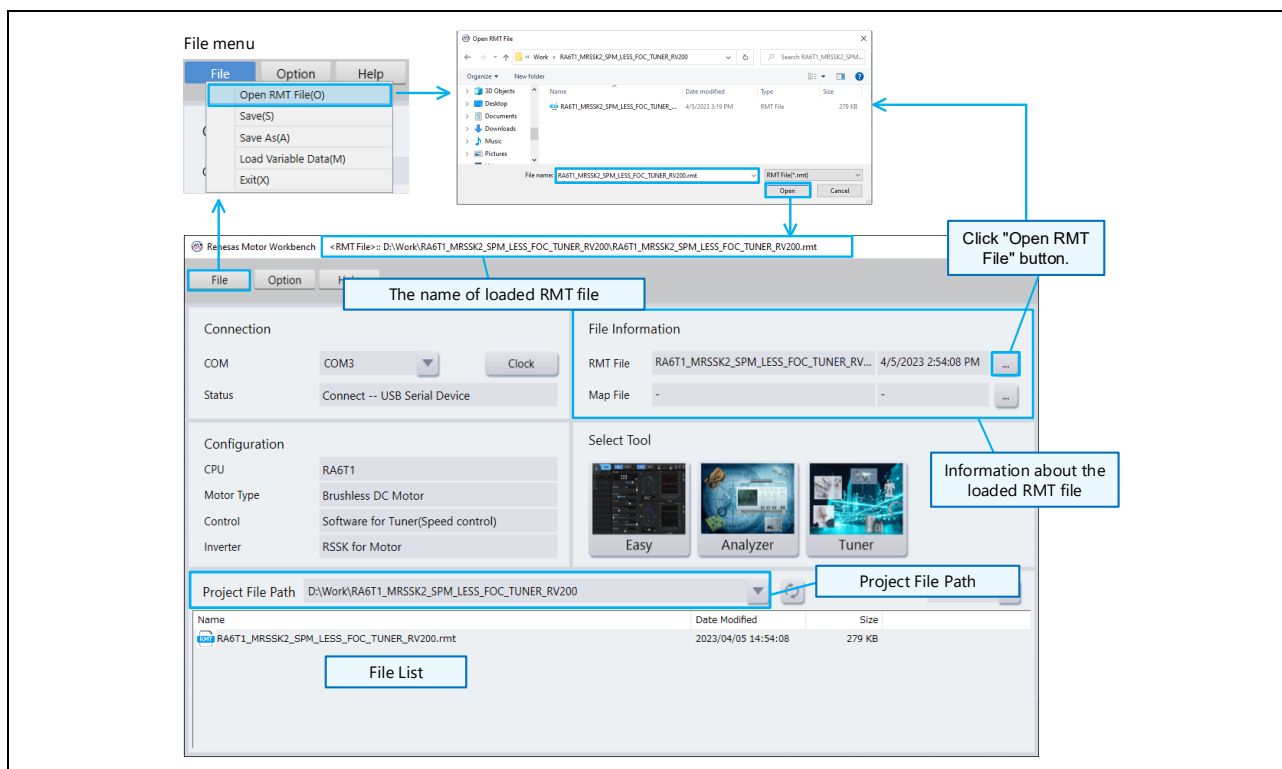 File menu
File Option Help
Open RMT File(O)
Save(S)
Save As(A)
Load Variable Data(M)
Exit(X)
Open RMT File
« Work › RA6T1_MRSSK2_SPM_LESS_FOC_TUNER_RV200
Search RA6T1_MRSSK2_SPM...
Organize New folder
3D Objects
Desktop
Documents
Downloads
Music
Pictures
Name Date modified Type Size
RA6T1_MRSSK2_SPM_LESS_FOC_TUNER_... 4/5/2023 3:19 PM RMT File 279 KB
File name: RA6T1_MRSSK2_SPM_LESS_FOC_TUNER_RV200.rmt RMT File(*.rmt)
Open Cancel
Click "Open RMT
File" button.
Renesas Motor Workbench <RMT File>:: D:\Work\RA6T1_MRSSK2_SPM_LESS_FOC_TUNER_RV200\RA6T1_MRSSK2_SPM_LESS_FOC_TUNER_RV200.rmt
File Option
The name of loaded RMT file
Connection
COM COM3 Clock
Status Connect -- USB Serial Device
File Information
RMT File RA6T1_MRSSK2_SPM_LESS_FOC_TUNER_RV... 4/5/2023 2:54:08 PM ...
Map File - - ...
Information about the
loaded RMT file
Configuration
CPU RA6T1
Motor Type Brushless DC Motor
Control Software for Tuner(Speed control)
Inverter RSSK for Motor
Select Tool
Easy Analyzer Tuner
Project File Path D:\Work\RA6T1_MRSSK2_SPM_LESS_FOC_TUNER_RV200
Project File Path
Name Date Modified Size
RMT RA6T1_MRSSK2_SPM_LESS_FOC_TUNER_RV200.rmt 2023/04/05 14:54:08 279 KB
File List